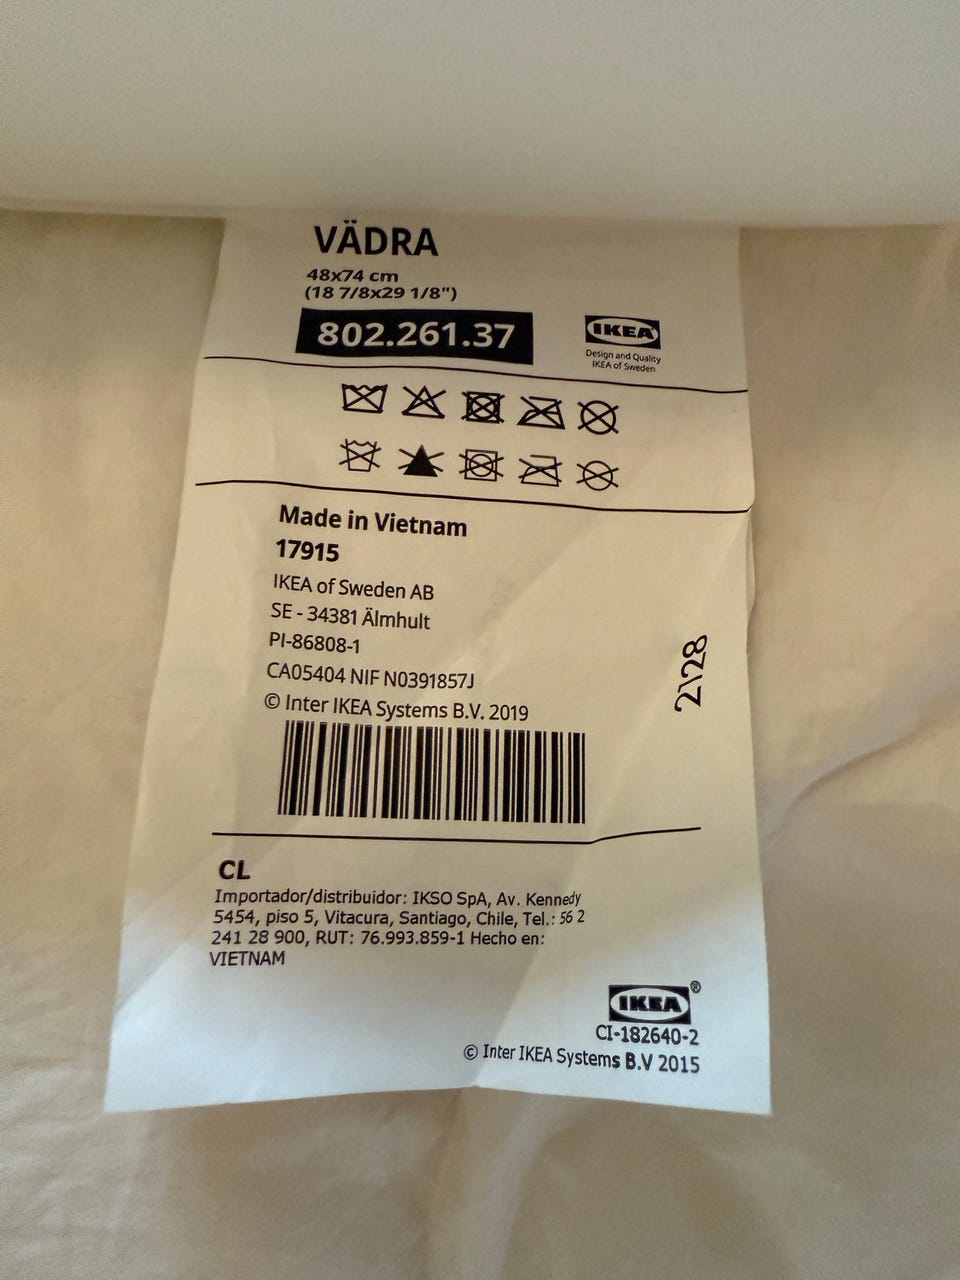 VÄDRA
48x74 cm
(18 7/8x29 1/8")
802.261.37
IKEA
Design and Quality
IKEA of Sweden
Made in Vietnam
17915
IKEA of Sweden AB
SE - 34381 Älmhult
PI-86808-1
CA05404 NIF N0391857J
© Inter IKEA Systems B.V. 2019
2\28
CL
Importador/distribuidor: IKSO SpA, Av. Kennedy
5454, piso 5, Vitacura, Santiago, Chile, Tel.: 56 2
241 28 900, RUT: 76.993.859-1 Hecho en:
VIETNAM
IKEA®
CI-182640-2
© Inter IKEA Systems B.V 2015